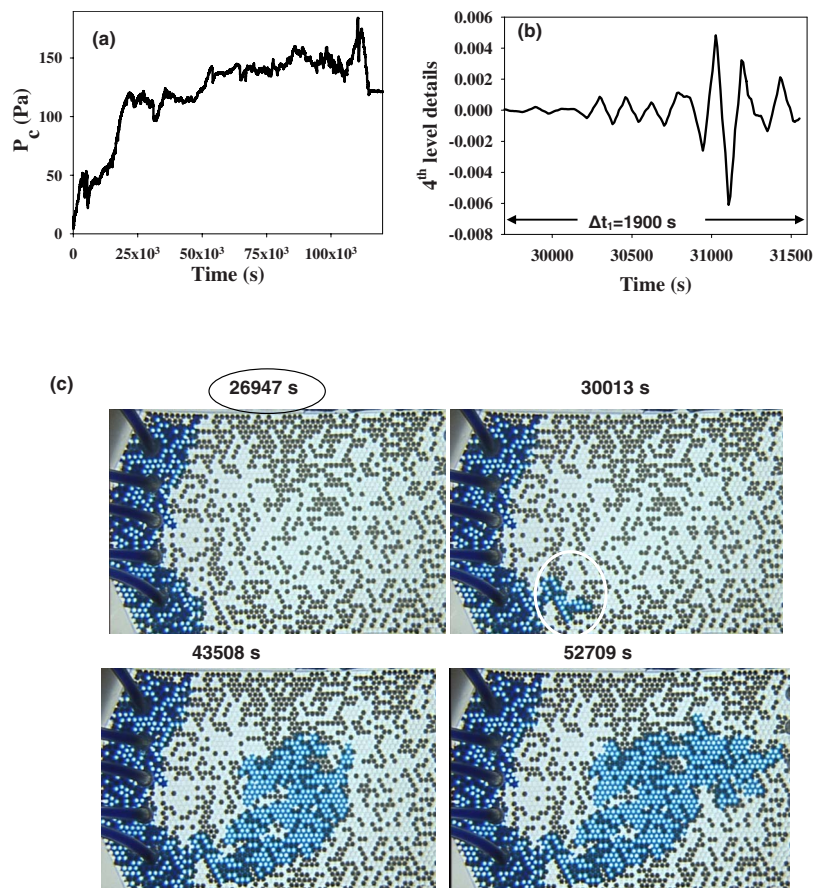 (a)
P_c (Pa)
150
100
50
0
0 25x10³ 50x10³ 75x10³ 100x10³
Time (s)
(b)
4th level details
0.006
0.004
0.002
0.000
-0.002
-0.004
-0.006
-0.008
Δt₁=1900 s
30000 30500 31000 31500
Time (s)
(c)
26947 s 30013 s
43508 s 52709 s